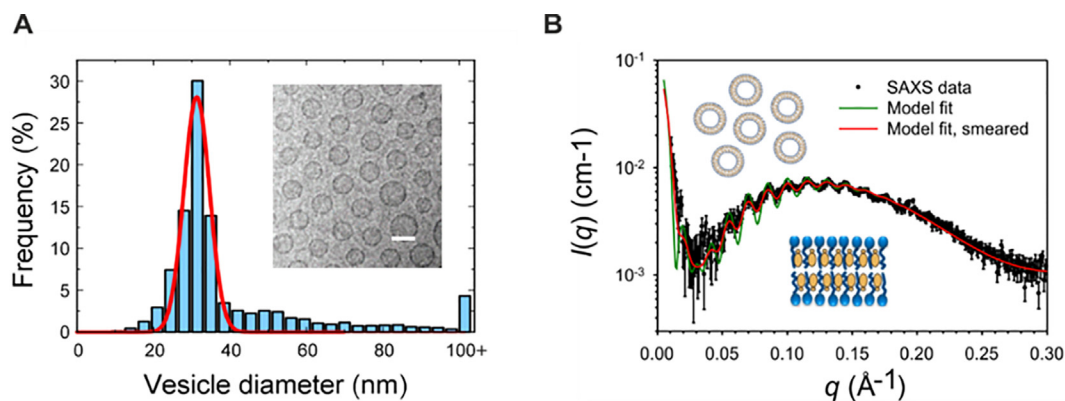 A
Frequency (%)
30
25
20
15
10
5
0
0 20 40 60 80 100+
Vesicle diameter (nm)
B
I(q) (cm-1)
10-1
10-2
10-3
SAXS data
Model fit
Model fit, smeared
0.00 0.05 0.10 0.15 0.20 0.25 0.30
q (Å-1)